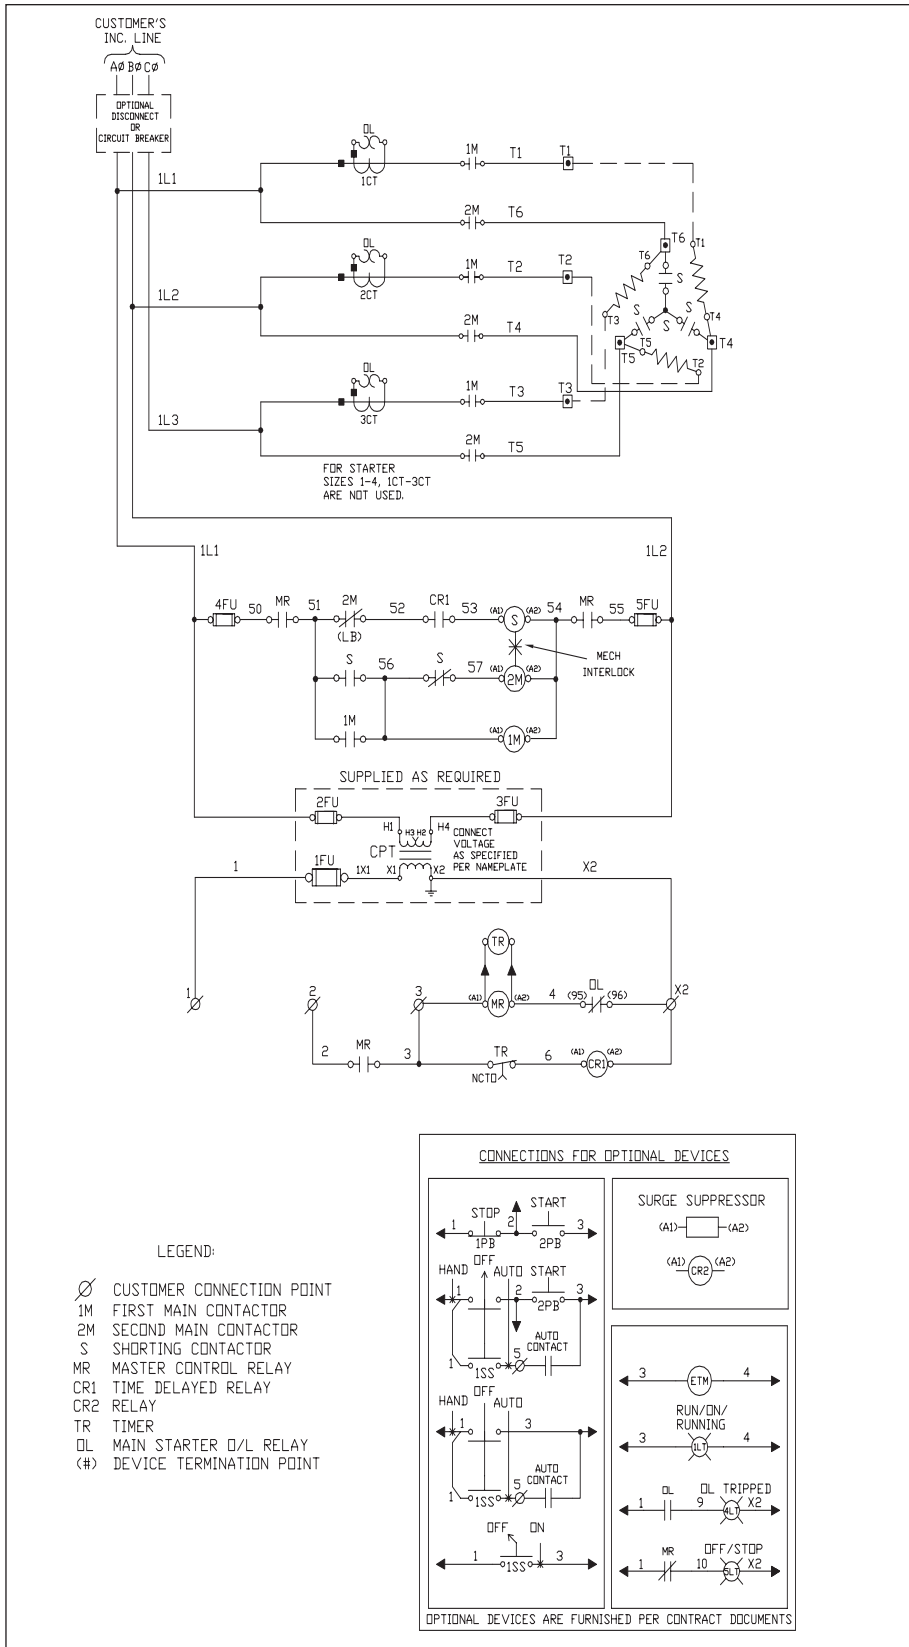 CUSTOMER'S
INC. LINE
AØ BØ CØ
OPTIONAL
DISCONNECT
OR
CIRCUIT BREAKER
OL
1CT
1M
T1
T1
1L1
2M
T6
T6
T1
OL
2CT
1M
T2
T2
T6
S
1L2
2M
T4
T3
S
S
T4
T5
T5
T2
T4
OL
3CT
1M
T3
T3
1L3
2M
T5
FOR STARTER
SIZES 1-4, 1CT-3CT
ARE NOT USED.
1L1
1L2
4FU
50
MR
51
2M
(LB)
52
CR1
53
(A1)
S
(A2)
54
MR
55
5FU
MECH
INTERLOCK
S
56
S
57
(A1)
2M
(A2)
1M
(A1)
1M
(A2)
SUPPLIED AS REQUIRED
2FU
3FU
H1
H3 H2
H4
CONNECT
VOLTAGE
AS SPECIFIED
PER NAMEPLATE
CPT
1
1FU
1X1
X1
X2
X2
TR
1
2
3
(A1)
MR
(A2)
4
(95)
OL
(96)
X2
2
MR
3
TR
NCTO
6
(A1)
CR1
(A2)
CONNECTIONS FOR OPTIONAL DEVICES
1
STOP
1PB
2
START
2PB
3
HAND
OFF
AUTO
START
1
2
2PB
3
AUTO
CONTACT
1
1SS
5
HAND
OFF
AUTO
1
3
AUTO
CONTACT
1
1SS
5
OFF
ON
1
1SS
3
SURGE SUPPRESSOR
(A1)
(A2)
(A1)
CR2
(A2)
3
ETM
4
RUN/ON/
RUNNING
3
1LT
4
1
OL
9
OL TRIPPED
4LT
X2
1
MR
10
OFF/STOP
5LT
X2
OPTIONAL DEVICES ARE FURNISHED PER CONTRACT DOCUMENTS
LEGEND:
Ø CUSTOMER CONNECTION POINT
1M FIRST MAIN CONTACTOR
2M SECOND MAIN CONTACTOR
S SHORTING CONTACTOR
MR MASTER CONTROL RELAY
CR1 TIME DELAYED RELAY
CR2 RELAY
TR TIMER
OL MAIN STARTER O/L RELAY
(#) DEVICE TERMINATION POINT